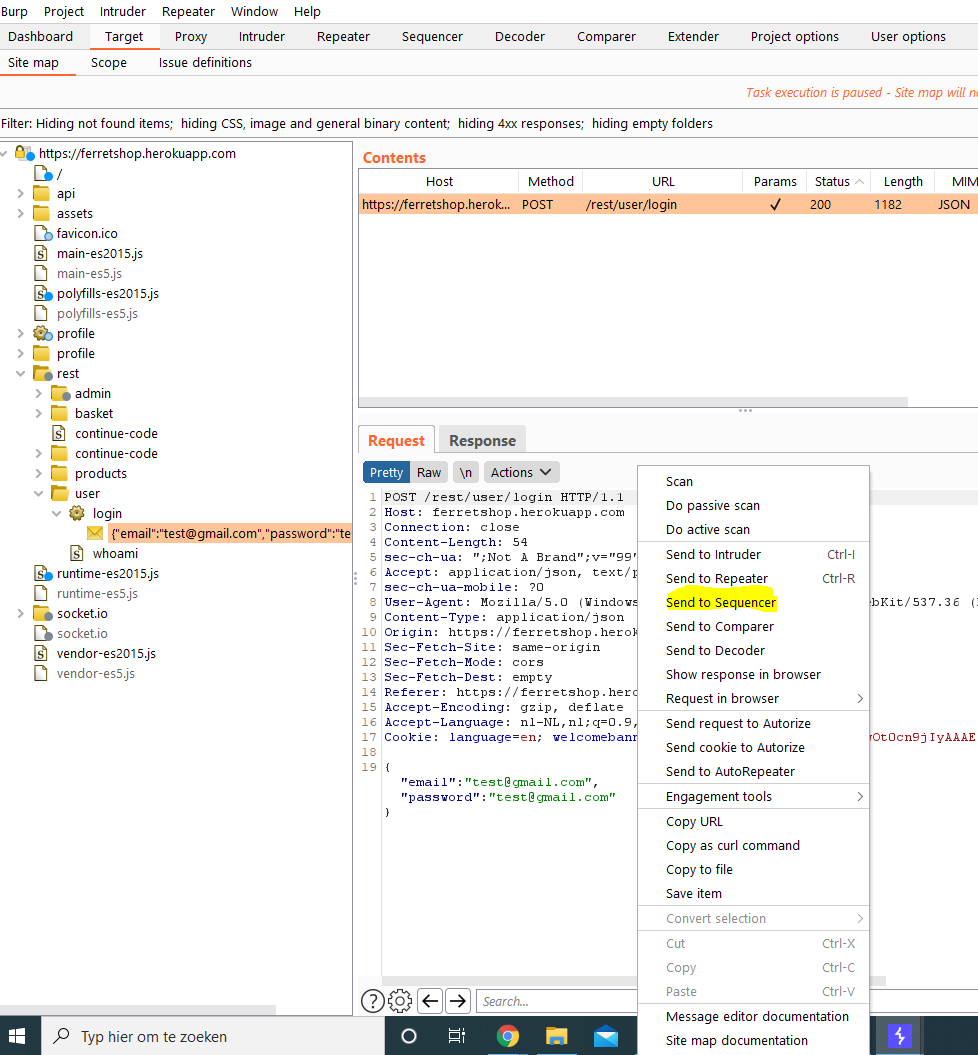 Burp Project Intruder Repeater Window Help
Dashboard Target Proxy Intruder Repeater Sequencer Decoder Comparer Extender Project options User options
Site map Scope Issue definitions
Task execution is paused - Site map will n
Filter: Hiding not found items; hiding CSS, image and general binary content; hiding 4xx responses; hiding empty folders
https://ferretshop.herokuapp.com
/
api
assets
favicon.ico
main-es2015.js
main-es5.js
polyfills-es2015.js
polyfills-es5.js
profile
profile
rest
admin
basket
continue-code
continue-code
products
user
login
{"email":"test@gmail.com","password":"te
whoami
runtime-es2015.js
runtime-es5.js
socket.io
socket.io
vendor-es2015.js
vendor-es5.js
Contents
Host Method URL Params Status Length MIM
https://ferretshop.herok... POST /rest/user/login ✓ 200 1182 JSON
Request Response
Pretty Raw \n Actions
1 POST /rest/user/login HTTP/1.1
2 Host: ferretshop.herokuapp.com
3 Connection: close
4 Content-Length: 54
5 sec-ch-ua: ";Not A Brand";v="99"
6 Accept: application/json, text/p
7 sec-ch-ua-mobile: ?0
8 User-Agent: Mozilla/5.0 (Windows ebKit/537.36 (
9 Content-Type: application/json
10 Origin: https://ferretshop.herok
11 Sec-Fetch-Site: same-origin
12 Sec-Fetch-Mode: cors
13 Sec-Fetch-Dest: empty
14 Referer: https://ferretshop.hero
15 Accept-Encoding: gzip, deflate
16 Accept-Language: nl-NL,nl;q=0.9,
17 Cookie: language=en; welcomebann Ot0cn9jIyAAAE
18
19 {
"email":"test@gmail.com",
"password":"test@gmail.com"
}
Scan
Do passive scan
Do active scan
Send to Intruder Ctrl-I
Send to Repeater Ctrl-R
Send to Sequencer
Send to Comparer
Send to Decoder
Show response in browser
Request in browser
Send request to Autorize
Send cookie to Autorize
Send to AutoRepeater
Engagement tools
Copy URL
Copy as curl command
Copy to file
Save item
Convert selection
Cut Ctrl-X
Copy Ctrl-C
Paste Ctrl-V
Message editor documentation
Site map documentation
Search...
Typ hier om te zoeken